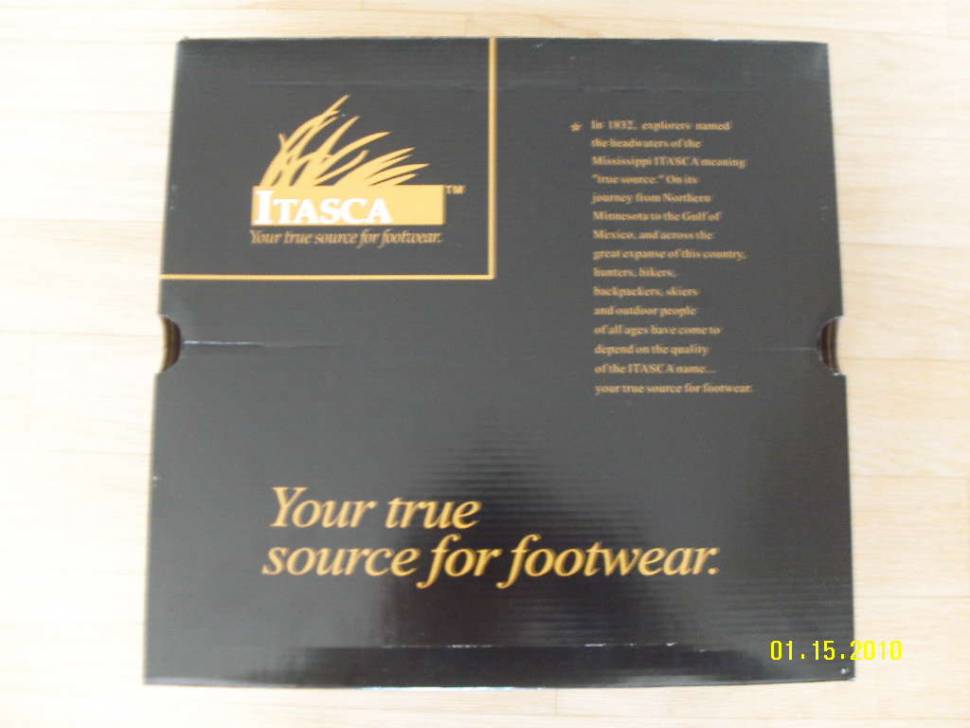 ITASCA TM
Your true source for footwear.
☆ In 1832, explorers named
the headwaters of the
Mississippi ITASCA meaning
"true source." On its
journey from Northern
Minnesota to the Gulf of
Mexico, and across the
great expanse of this country,
hunters, hikers,
backpackers, skiers
and outdoor people
of all ages have come to
depend on the quality
of the ITASCA name...
your true source for footwear.
Your true
source for footwear.
01.15.2010